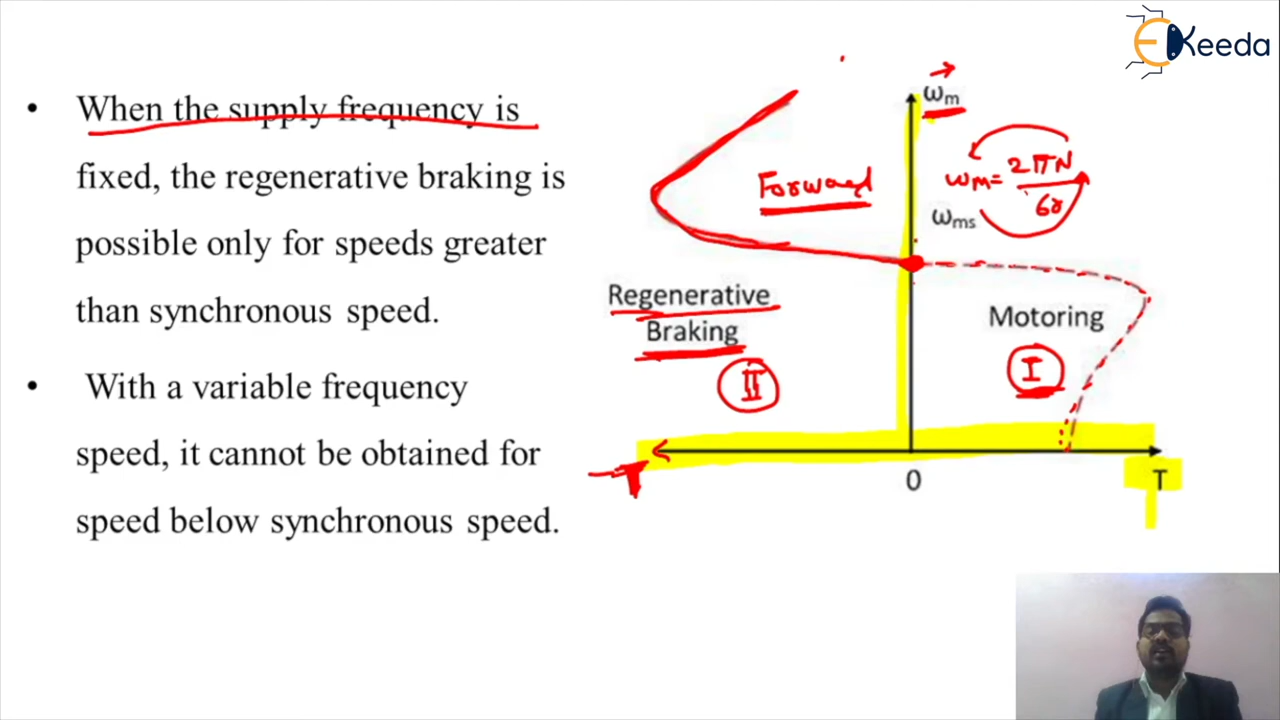 EKeeda
• When the supply frequency is
fixed, the regenerative braking is
possible only for speeds greater
than synchronous speed.
• With a variable frequency
speed, it cannot be obtained for
speed below synchronous speed.
ωm
Forward
ωM= 2πN
60
ωms
Regenerative
Braking
II
Motoring
I
-T
0
T